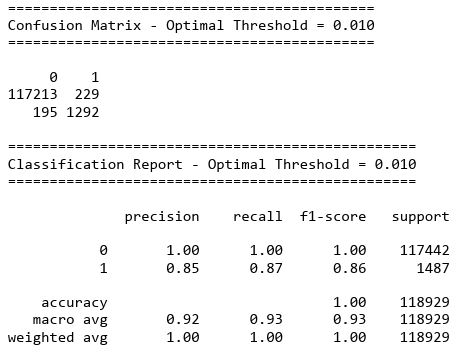 =============================================
Confusion Matrix - Optimal Threshold = 0.010
=============================================
0 1
117213 229
195 1292
==================================================
Classification Report - Optimal Threshold = 0.010
==================================================
precision recall f1-score support
0 1.00 1.00 1.00 117442
1 0.85 0.87 0.86 1487
accuracy 1.00 118929
macro avg 0.92 0.93 0.93 118929
weighted avg 1.00 1.00 1.00 118929